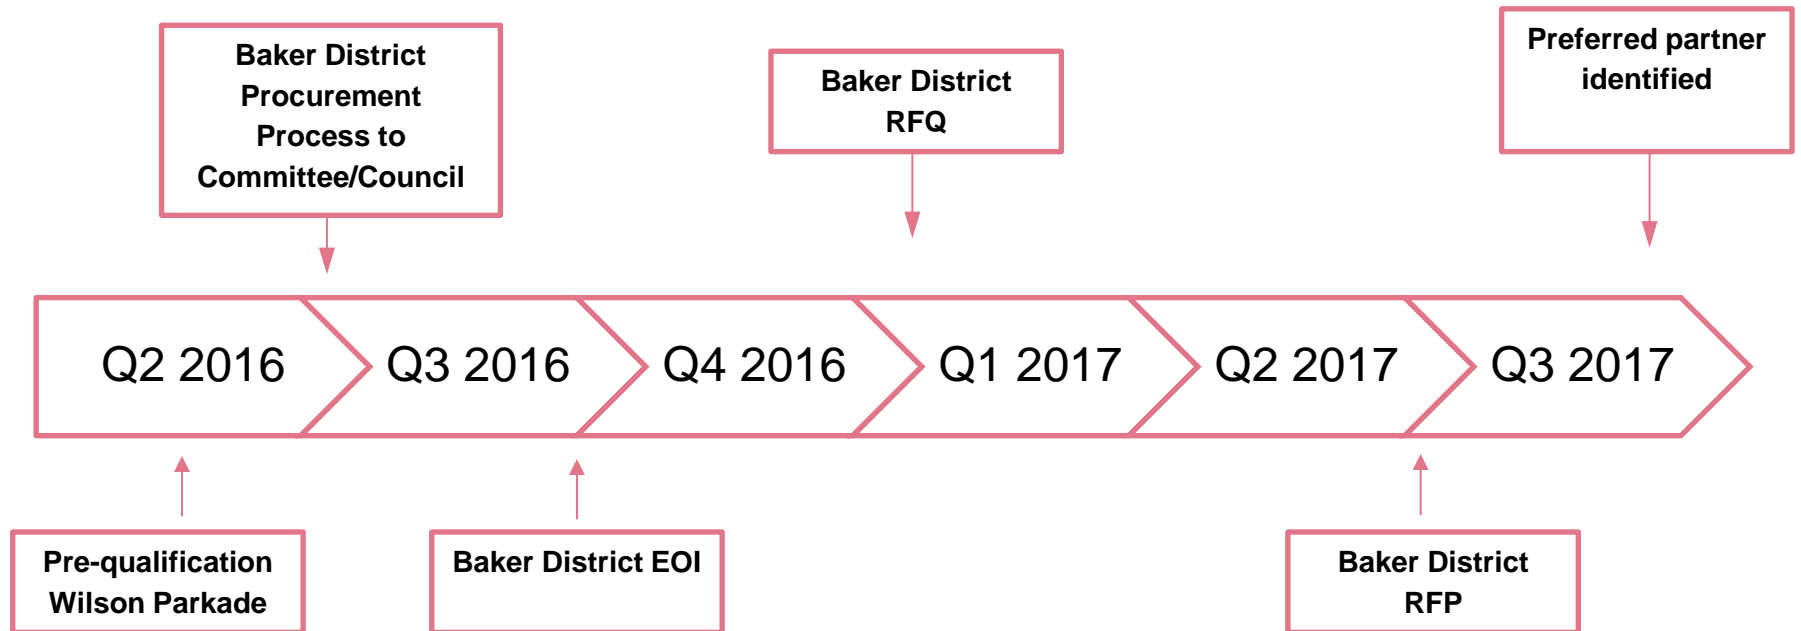 Baker District
Procurement
Process to
Committee/Council
Baker District
RFQ
Preferred partner
identified
Q2 2016
Q3 2016
Q4 2016
Q1 2017
Q2 2017
Q3 2017
Pre-qualification
Wilson Parkade
Baker District EOI
Baker District
RFP